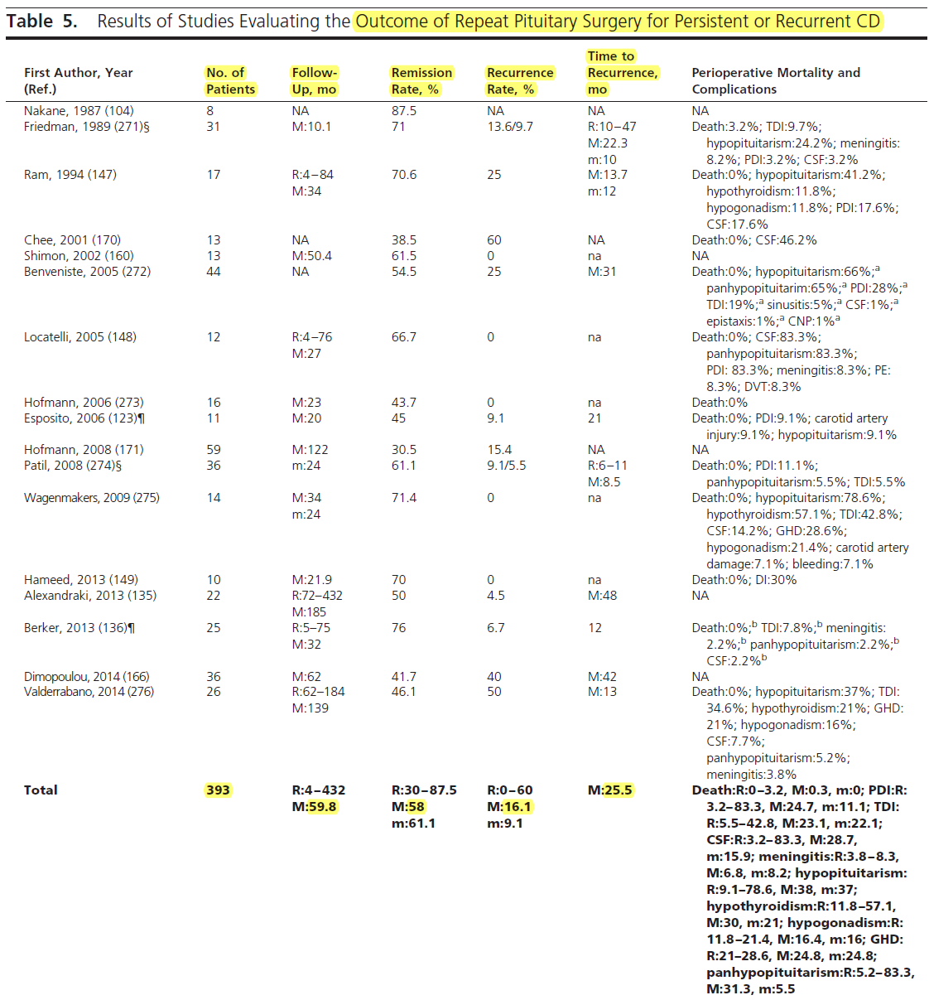 Table 5. Results of Studies Evaluating the Outcome of Repeat Pituitary Surgery for Persistent or Recurrent CD
First Author, Year (Ref.) No. of Patients Follow-Up, mo Remission Rate, % Recurrence Rate, % Time to Recurrence, mo Perioperative Mortality and Complications
Nakane, 1987 (104) 8 NA 87.5 NA NA NA
Friedman, 1989 (271)§ 31 M:10.1 71 13.6/9.7 R:10–47 Death:3.2%; TDI:9.7%;
M:22.3 hypopituitarism:24.2%; meningitis:
m:10 8.2%; PDI:3.2%; CSF:3.2%
Ram, 1994 (147) 17 R:4–84 70.6 25 M:13.7 Death:0%; hypopituitarism:41.2%;
M:34 m:12 hypothyroidism:11.8%;
hypogonadism:11.8%; PDI:17.6%;
CSF:17.6%
Chee, 2001 (170) 13 NA 38.5 60 NA Death:0%; CSF:46.2%
Shimon, 2002 (160) 13 M:50.4 61.5 0 na NA
Benveniste, 2005 (272) 44 NA 54.5 25 M:31 Death:0%; hypopituitarism:66%;a
panhypopituitarim:65%;a PDI:28%;a
TDI:19%;a sinusitis:5%;a CSF:1%;a
epistaxis:1%;a CNP:1%a
Locatelli, 2005 (148) 12 R:4–76 66.7 0 na Death:0%; CSF:83.3%;
M:27 panhypopituitarism:83.3%;
PDI: 83.3%; meningitis:8.3%; PE:
8.3%; DVT:8.3%
Hofmann, 2006 (273) 16 M:23 43.7 0 na Death:0%
Esposito, 2006 (123)¶ 11 M:20 45 9.1 21 Death:0%; PDI:9.1%; carotid artery
injury:9.1%; hypopituitarism:9.1%
Hofmann, 2008 (171) 59 M:122 30.5 15.4 NA NA
Patil, 2008 (274)§ 36 m:24 61.1 9.1/5.5 R:6–11 Death:0%; PDI:11.1%;
M:8.5 panhypopituitarism:5.5%; TDI:5.5%
Wagenmakers, 2009 (275) 14 M:34 71.4 0 na Death:0%; hypopituitarism:78.6%;
m:24 hypothyroidism:57.1%; TDI:42.8%;
CSF:14.2%; GHD:28.6%;
hypogonadism:21.4%; carotid artery
damage:7.1%; bleeding:7.1%
Hameed, 2013 (149) 10 M:21.9 70 0 na Death:0%; DI:30%
Alexandraki, 2013 (135) 22 R:72–432 50 4.5 M:48 NA
M:185
Berker, 2013 (136)¶ 25 R:5–75 76 6.7 12 Death:0%;b TDI:7.8%;b meningitis:
M:32 2.2%;b panhypopituitarism:2.2%;b
CSF:2.2%b
Dimopoulou, 2014 (166) 36 M:62 41.7 40 M:42 NA
Valderrabano, 2014 (276) 26 R:62–184 46.1 50 M:13 Death:0%; hypopituitarism:37%; TDI:
M:139 34.6%; hypothyroidism:21%; GHD:
21%; hypogonadism:16%;
CSF:7.7%;
panhypopituitarism:5.2%;
meningitis:3.8%
Total 393 R:4–432 R:30–87.5 R:0–60 M:25.5 Death:R:0–3.2, M:0.3, m:0; PDI:R:
M:59.8 M:58 M:16.1 3.2–83.3, M:24.7, m:11.1; TDI:
m:61.1 m:9.1 R:5.5–42.8, M:23.1, m:22.1;
CSF:R:3.2–83.3, M:28.7,
m:15.9; meningitis:R:3.8–8.3,
M:6.8, m:8.2; hypopituitarism:
R:9.1–78.6, M:38, m:37;
hypothyroidism:R:11.8–57.1,
M:30, m:21; hypogonadism:R:
11.8–21.4, M:16.4, m:16; GHD:
R:21–28.6, M:24.8, m:24.8;
panhypopituitarism:R:5.2–83.3,
M:31.3, m:5.5